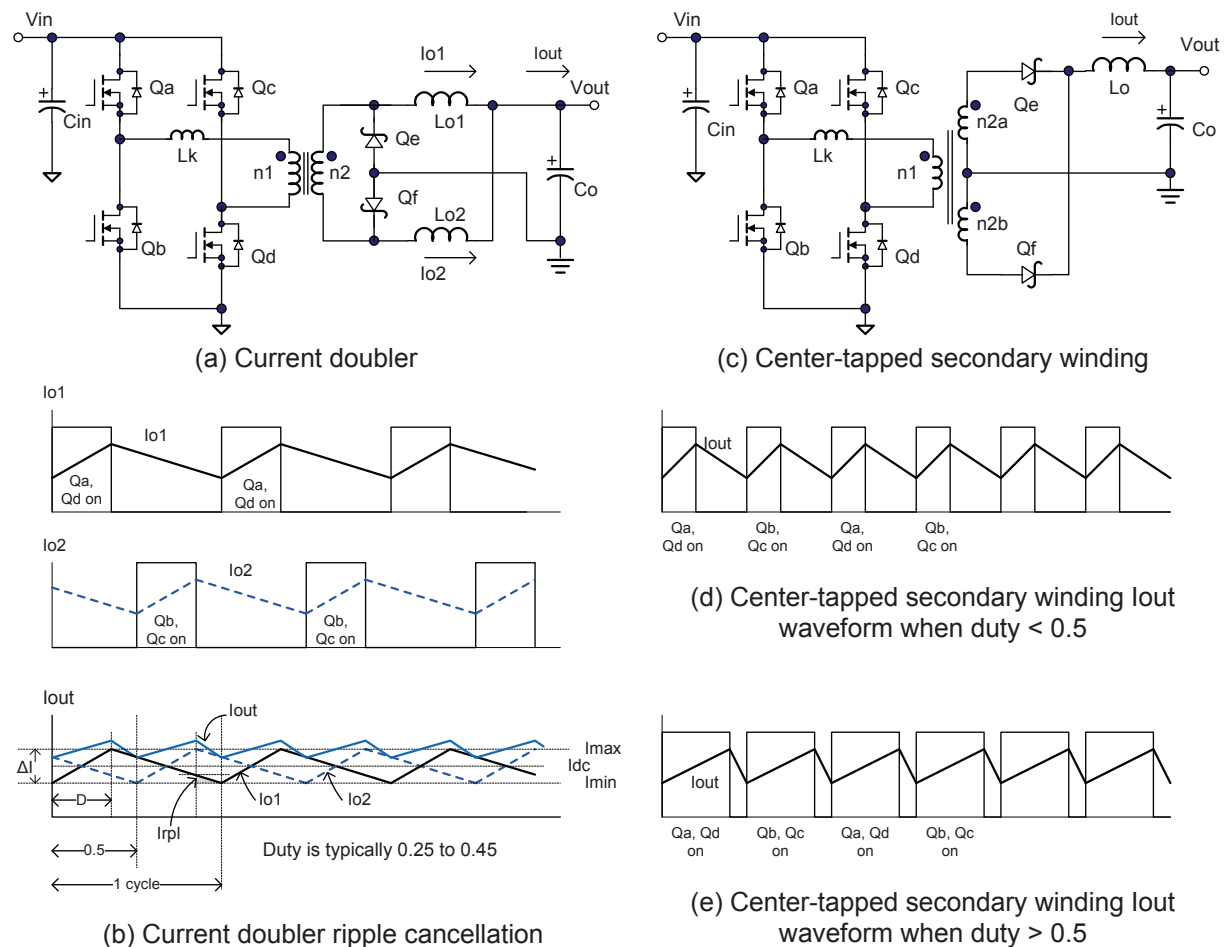 Vin
Qa
Qc
Cin
+
Lk
n1
n2
Qb
Qd
Qe
Qf
Io1
Lo1
Lo2
Io2
Iout
Vout
+
Co
(a) Current doubler
Vin
Qa
Qc
Cin
+
Lk
n1
n2a
n2b
Qb
Qd
Qe
Qf
Iout
Lo
Vout
+
Co
(c) Center-tapped secondary winding
Io1
Io1
Qa,
Qd on
Qa,
Qd on
Io2
Io2
Qb,
Qc on
Qb,
Qc on
Iout
Iout
Imax
Idc
Imin
ΔI
D
Io1
Io2
Irpl
0.5
Duty is typically 0.25 to 0.45
1 cycle
(b) Current doubler ripple cancellation
Iout
Qa,
Qd on
Qb,
Qc on
Qa,
Qd on
Qb,
Qc on
(d) Center-tapped secondary winding Iout
waveform when duty < 0.5
Iout
Qa, Qd
on
Qb, Qc
on
Qa, Qd
on
Qb, Qc
on
(e) Center-tapped secondary winding Iout
waveform when duty > 0.5